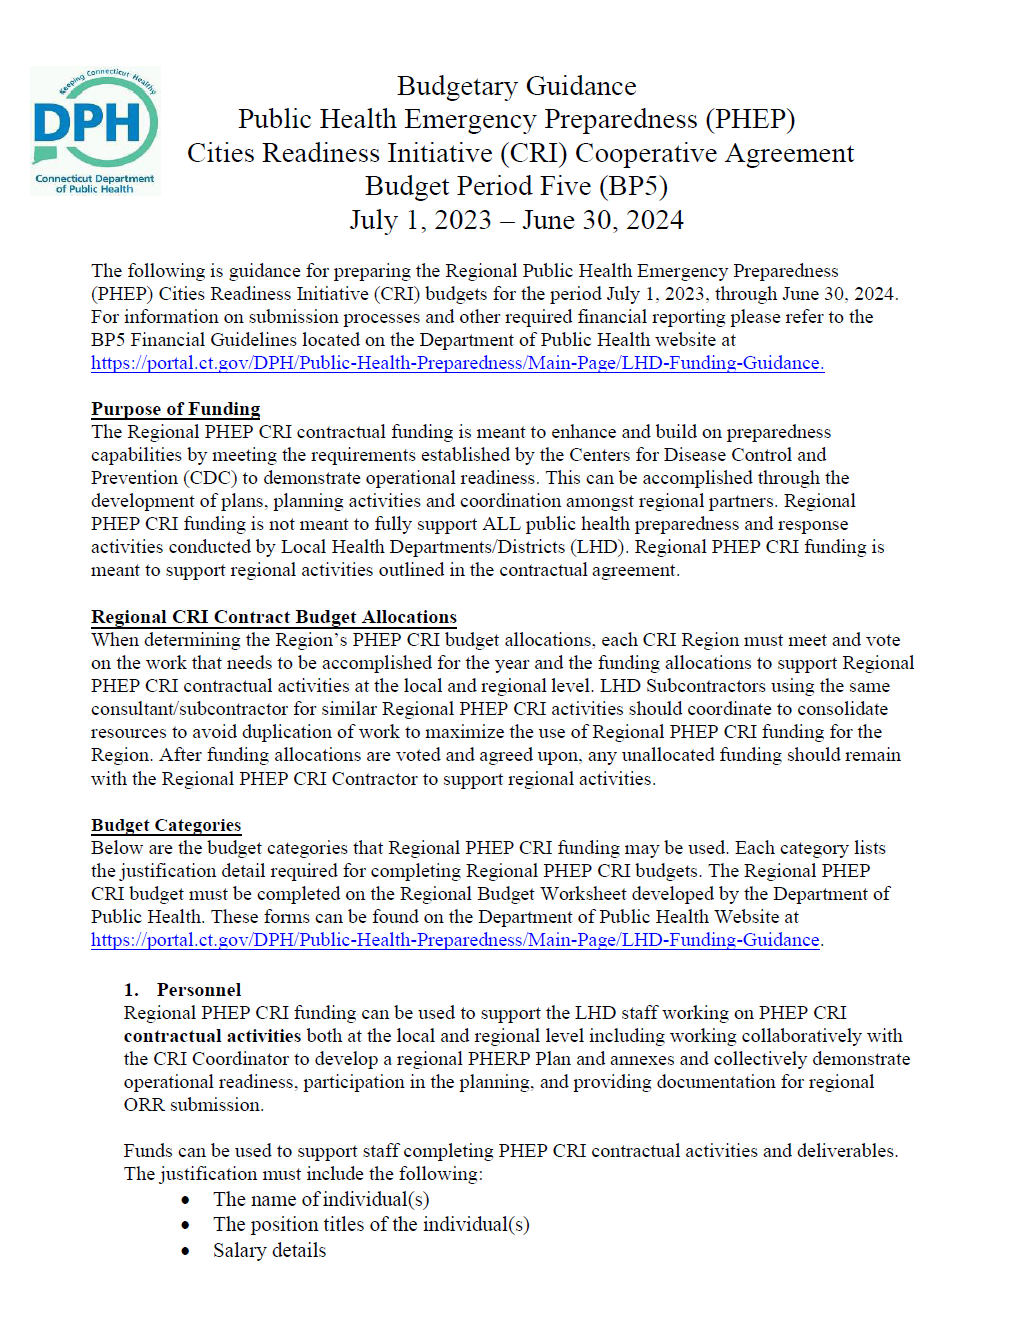 Keeping Connecticut Healthy
DPH
Connecticut Department
of Public Health
Budgetary Guidance
Public Health Emergency Preparedness (PHEP)
Cities Readiness Initiative (CRI) Cooperative Agreement
Budget Period Five (BP5)
July 1, 2023 – June 30, 2024
The following is guidance for preparing the Regional Public Health Emergency Preparedness
(PHEP) Cities Readiness Initiative (CRI) budgets for the period July 1, 2023, through June 30, 2024.
For information on submission processes and other required financial reporting please refer to the
BP5 Financial Guidelines located on the Department of Public Health website at
https://portal.ct.gov/DPH/Public-Health-Preparedness/Main-Page/LHD-Funding-Guidance.
Purpose of Funding
The Regional PHEP CRI contractual funding is meant to enhance and build on preparedness
capabilities by meeting the requirements established by the Centers for Disease Control and
Prevention (CDC) to demonstrate operational readiness. This can be accomplished through the
development of plans, planning activities and coordination amongst regional partners. Regional
PHEP CRI funding is not meant to fully support ALL public health preparedness and response
activities conducted by Local Health Departments/Districts (LHD). Regional PHEP CRI funding is
meant to support regional activities outlined in the contractual agreement.
Regional CRI Contract Budget Allocations
When determining the Region's PHEP CRI budget allocations, each CRI Region must meet and vote
on the work that needs to be accomplished for the year and the funding allocations to support Regional
PHEP CRI contractual activities at the local and regional level. LHD Subcontractors using the same
consultant/subcontractor for similar Regional PHEP CRI activities should coordinate to consolidate
resources to avoid duplication of work to maximize the use of Regional PHEP CRI funding for the
Region. After funding allocations are voted and agreed upon, any unallocated funding should remain
with the Regional PHEP CRI Contractor to support regional activities.
Budget Categories
Below are the budget categories that Regional PHEP CRI funding may be used. Each category lists
the justification detail required for completing Regional PHEP CRI budgets. The Regional PHEP
CRI budget must be completed on the Regional Budget Worksheet developed by the Department of
Public Health. These forms can be found on the Department of Public Health Website at
https://portal.ct.gov/DPH/Public-Health-Preparedness/Main-Page/LHD-Funding-Guidance.
1. Personnel
Regional PHEP CRI funding can be used to support the LHD staff working on PHEP CRI
contractual activities both at the local and regional level including working collaboratively with
the CRI Coordinator to develop a regional PHERP Plan and annexes and collectively demonstrate
operational readiness, participation in the planning, and providing documentation for regional
ORR submission.
Funds can be used to support staff completing PHEP CRI contractual activities and deliverables.
The justification must include the following:
• The name of individual(s)
• The position titles of the individual(s)
• Salary details